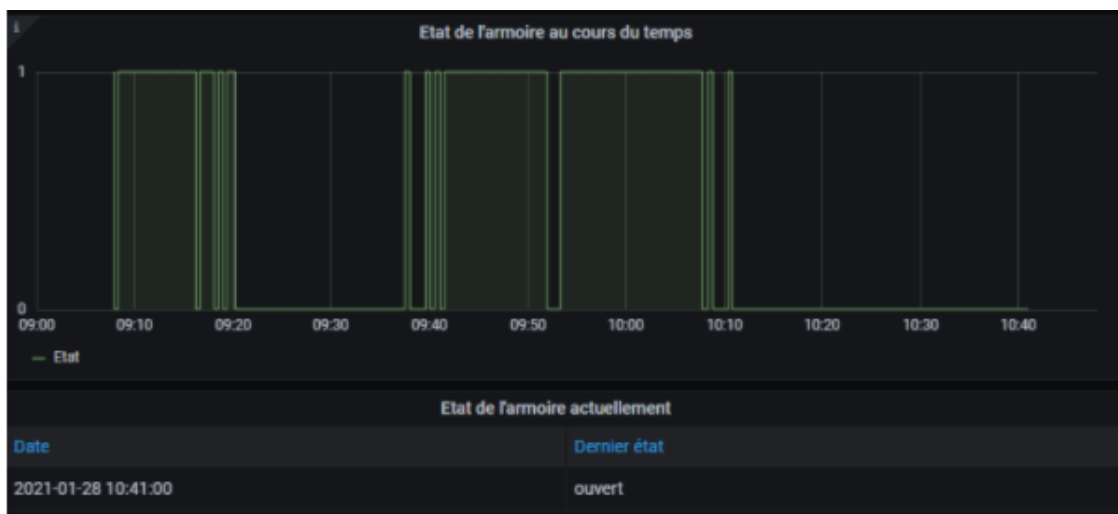 i
Etat de l'armoire au cours du temps
1
0
09:00 09:10 09:20 09:30 09:40 09:50 10:00 10:10 10:20 10:30 10:40
Etat
Etat de l'armoire actuellement
Date Dernier état
2021-01-28 10:41:00 ouvert